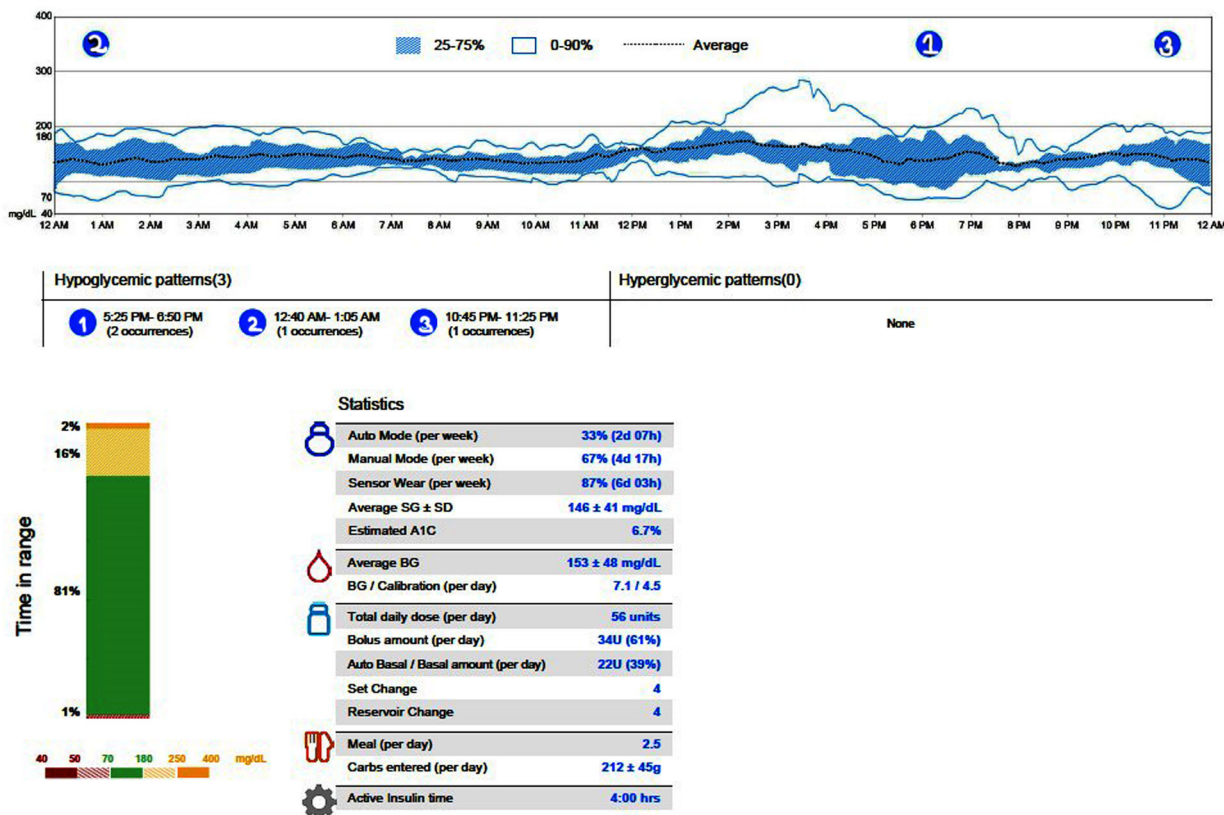 400
2
25-75%
0-90%
Average
1
3
300
200
180
70
mg/dL 40
12 AM 1 AM 2 AM 3 AM 4 AM 5 AM 6 AM 7 AM 8 AM 9 AM 10 AM 11 AM 12 PM 1 PM 2 PM 3 PM 4 PM 5 PM 6 PM 7 PM 8 PM 9 PM 10 PM 11 PM 12 AM
Hypoglycemic patterns(3)
Hyperglycemic patterns(0)
1 5:25 PM- 6:50 PM
(2 occurrences)
2 12:40 AM- 1:05 AM
(1 occurrences)
3 10:45 PM- 11:25 PM
(1 occurrences)
None
Time in range
2%
16%
81%
1%
40 50 70 180 250 400 mg/dL
Statistics
Auto Mode (per week) 33% (2d 07h)
Manual Mode (per week) 67% (4d 17h)
Sensor Wear (per week) 87% (6d 03h)
Average SG ± SD 146 ± 41 mg/dL
Estimated A1C 6.7%
Average BG 153 ± 48 mg/dL
BG / Calibration (per day) 7.1 / 4.5
Total daily dose (per day) 56 units
Bolus amount (per day) 34U (61%)
Auto Basal / Basal amount (per day) 22U (39%)
Set Change 4
Reservoir Change 4
Meal (per day) 2.5
Carbs entered (per day) 212 ± 45g
Active Insulin time 4:00 hrs